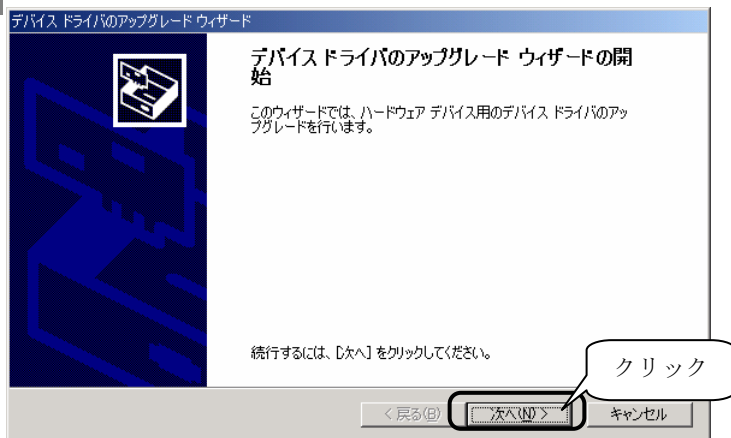 デバイス ドライバのアップグレード ウィザード
デバイス ドライバのアップグレード ウィザードの開
始
このウィザードでは、ハードウェア デバイス用のデバイス ドライバのアッ
プグレードを行います。
続行するには、[次へ] をクリックしてください。
クリック
< 戻る(B)
次へ(N) >
キャンセル